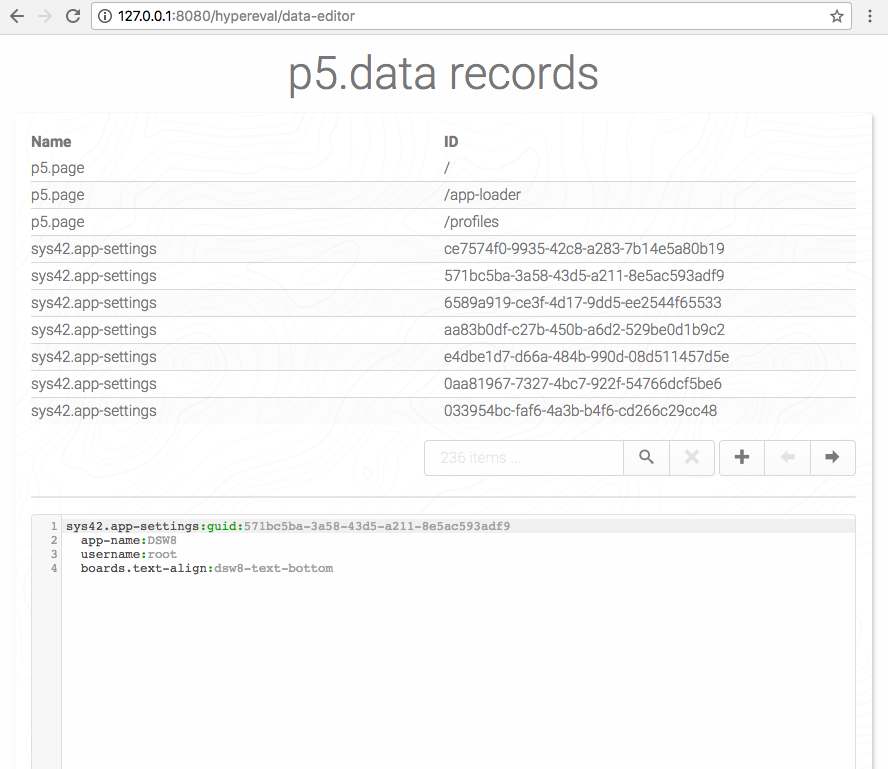 127.0.0.1:8080/hypereval/data-editor
p5.data records
Name ID
p5.page /
p5.page /app-loader
p5.page /profiles
sys42.app-settings ce7574f0-9935-42c8-a283-7b14e5a80b19
sys42.app-settings 571bc5ba-3a58-43d5-a211-8e5ac593adf9
sys42.app-settings 6589a919-ce3f-4d17-9dd5-ee2544f65533
sys42.app-settings aa83b0df-c27b-450b-a6d2-529be0d1b9c2
sys42.app-settings e4dbe1d7-d66a-484b-990d-08d511457d5e
sys42.app-settings 0aa81967-7327-4bc7-922f-54766dcf5be6
sys42.app-settings 033954bc-faf6-4a3b-b4f6-cd266c29cc48
236 items ...
1 sys42.app-settings:guid:571bc5ba-3a58-43d5-a211-8e5ac593adf9
2 app-name:DSW8
3 username:root
4 boards.text-align:dsw8-text-bottom